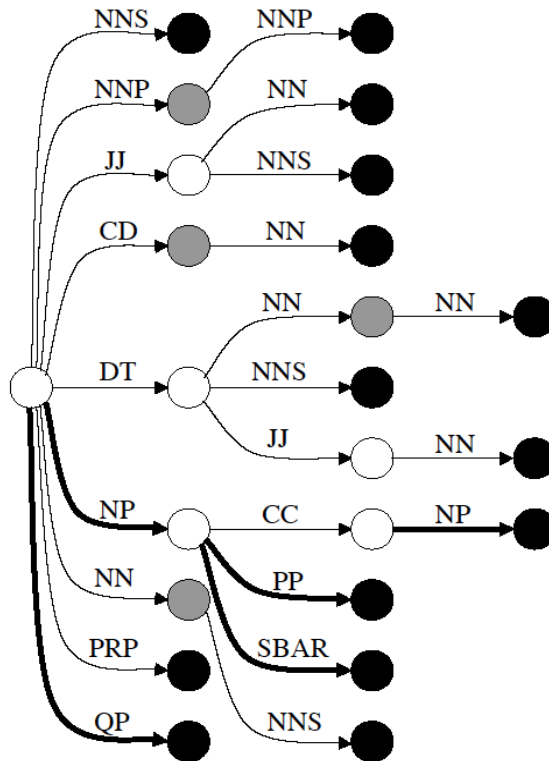 NNS NNP
NNP NN
JJ NNS
CD NN
NN NN
DT NNS
JJ NN
NP CC NP
NN PP
PRP SBAR
QP NNS